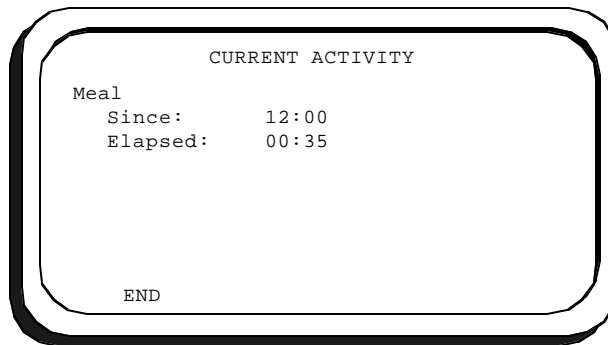 CURRENT ACTIVITY
Meal
Since: 12:00
Elapsed: 00:35
END